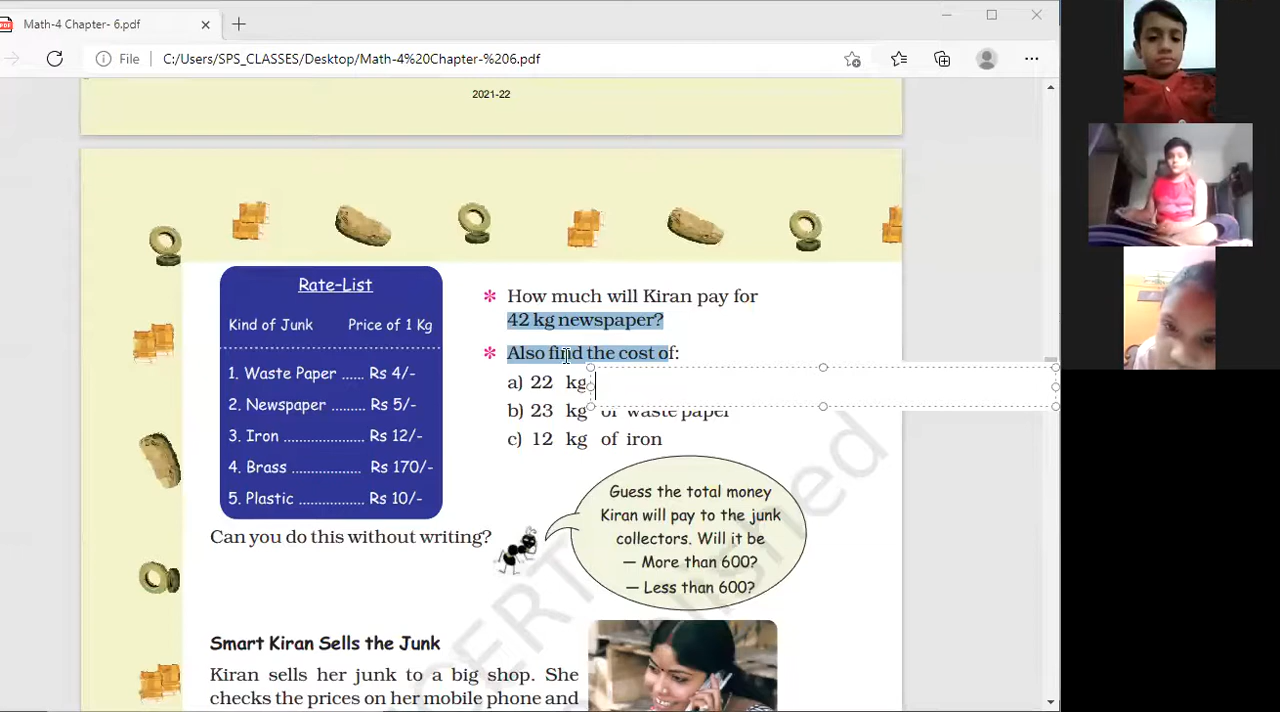 Math-4 Chapter- 6.pdf
File
C:/Users/SPS_CLASSES/Desktop/Math-4%20Chapter-%206.pdf
2021-22
Rate-List
Kind of Junk Price of 1 Kg
1. Waste Paper ...... Rs 4/-
2. Newspaper ......... Rs 5/-
3. Iron ..................... Rs 12/-
4. Brass .................. Rs 170/-
5. Plastic ................. Rs 10/-
Can you do this without writing?
* How much will Kiran pay for
42 kg newspaper?
* Also find the cost of:
a) 22 kg
b) 23 kg of waste paper
c) 12 kg of iron
Guess the total money
Kiran will pay to the junk
collectors. Will it be
— More than 600?
— Less than 600?
Smart Kiran Sells the Junk
Kiran sells her junk to a big shop. She
checks the prices on her mobile phone and